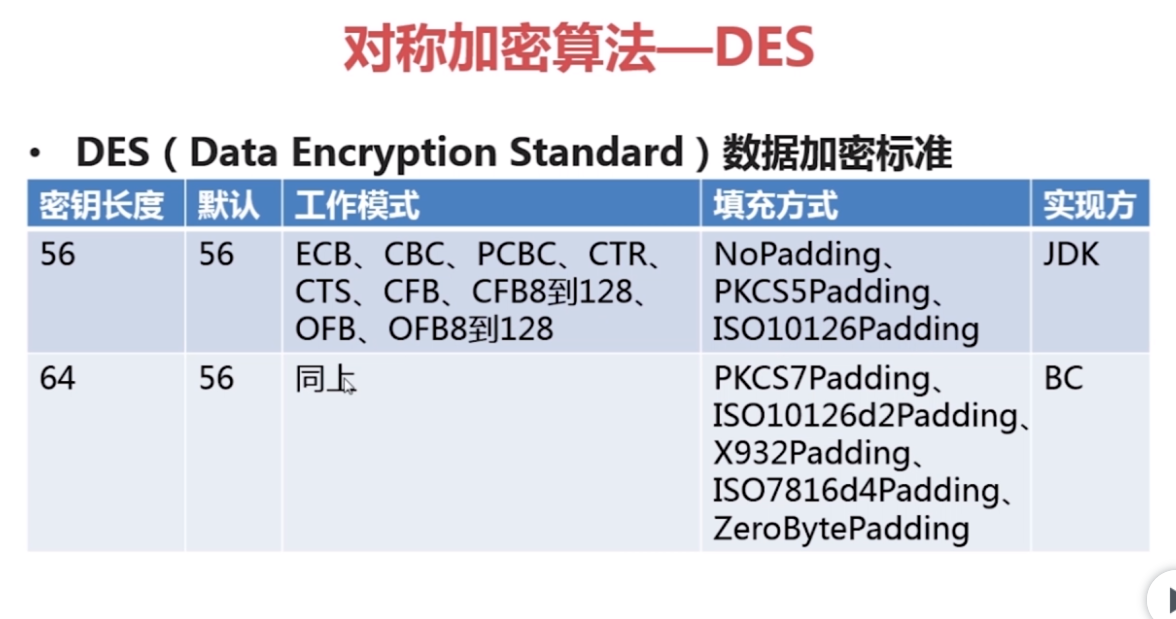 对称加密算法—DES
• DES（Data Encryption Standard）数据加密标准
密钥长度 默认 工作模式 填充方式 实现方
56 56 ECB、CBC、PCBC、CTR、 NoPadding、 JDK
CTS、CFB、CFB8到128、 PKCS5Padding、
OFB、OFB8到128 ISO10126Padding
64 56 同上 PKCS7Padding、 BC
ISO10126d2Padding、
X932Padding、
ISO7816d4Padding、
ZeroBytePadding